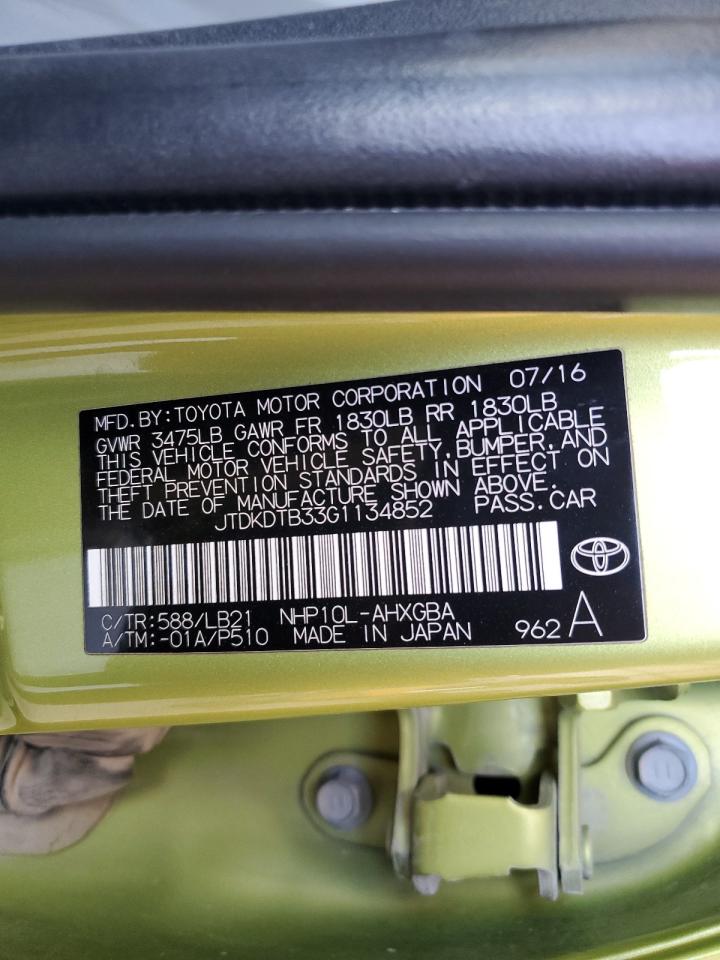 MFD.BY:TOYOTA MOTOR CORPORATION 07/16
GVWR 3475LB GAWR FR 1830LB RR 1830LB
THIS VEHICLE CONFORMS TO ALL APPLICABLE
FEDERAL MOTOR VEHICLE SAFETY,BUMPER,AND
THEFT PREVENTION STANDARDS IN EFFECT ON
THE DATE OF MANUFACTURE SHOWN ABOVE.
JTDKDTB33G1134852 PASS.CAR
C/TR:588/LB21 NHP10L-AHXGBA
A/TM:-01A/P510 MADE IN JAPAN 962 A